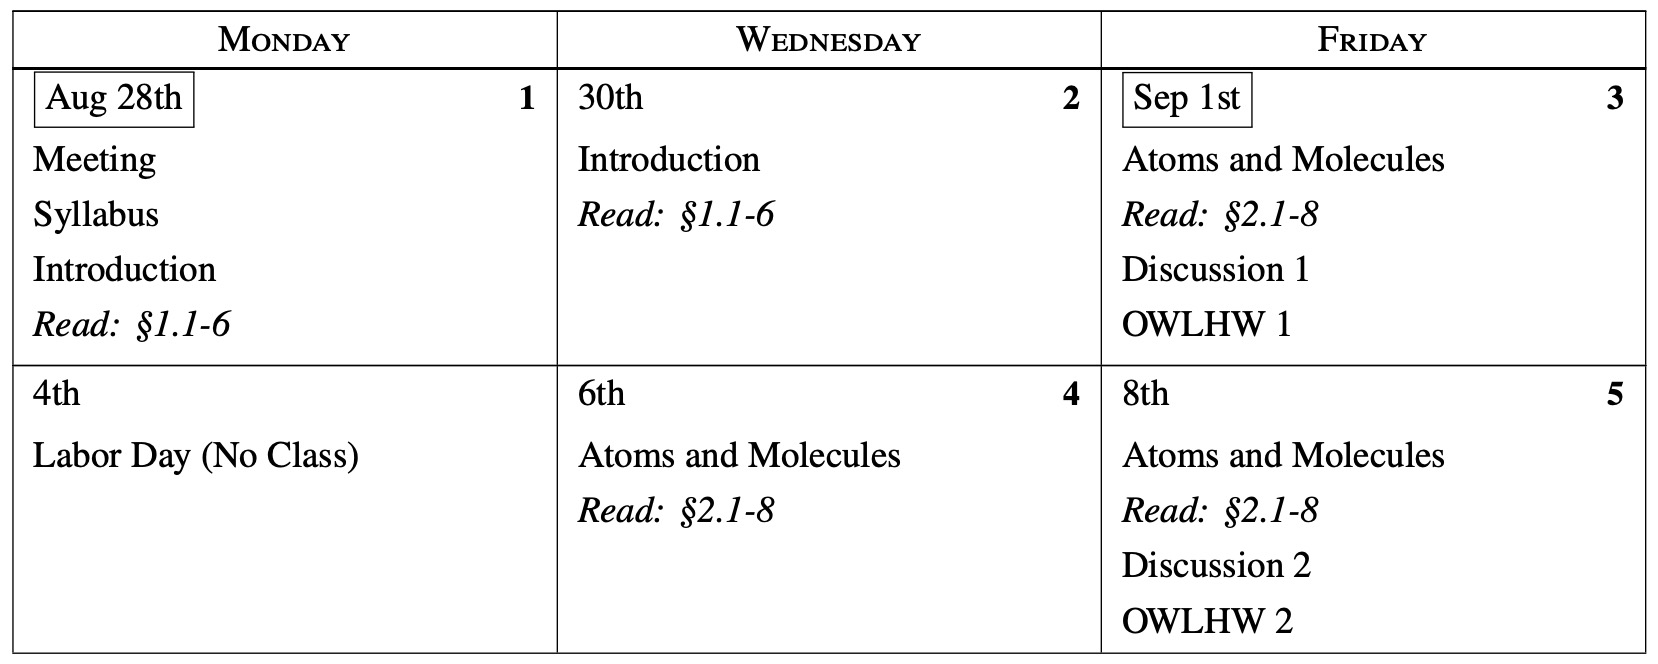 MONDAY
WEDNESDAY
FRIDAY
Aug 28th 1
Meeting
Syllabus
Introduction
Read: §1.1-6
30th 2
Introduction
Read: §1.1-6
Sep 1st 3
Atoms and Molecules
Read: §2.1-8
Discussion 1
OWLHW 1
4th
Labor Day (No Class)
6th 4
Atoms and Molecules
Read: §2.1-8
8th 5
Atoms and Molecules
Read: §2.1-8
Discussion 2
OWLHW 2